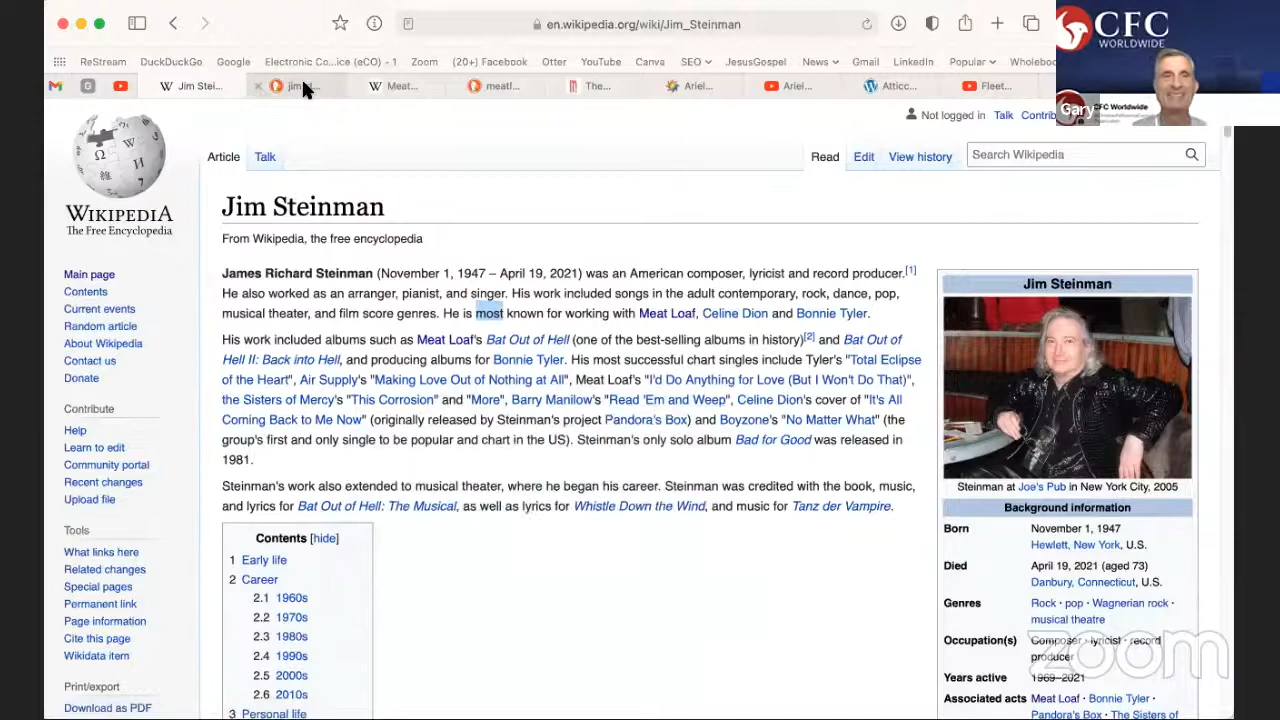 en.wikipedia.org/wiki/Jim_Steinman
ReStream DuckDuckGo Google Electronic Co...ice (eCO) - 1 Zoom (20+) Facebook Otter YouTube Canva SEO JesusGospel News Gmail LinkedIn Popular Wholebo
Jim Stei... jim Meat... meatl... The... Ariel... Ariel... Atticc... Fleet...
CFC
WORLDWIDE
CFC Worldwide
Gary
Not logged in Talk Contrib
Article Talk Read Edit View history Search Wikipedia
WIKIPEDIA
The Free Encyclopedia
Main page
Contents
Current events
Random article
About Wikipedia
Contact us
Donate
Contribute
Help
Learn to edit
Community portal
Recent changes
Upload file
Tools
What links here
Related changes
Special pages
Permanent link
Page information
Cite this page
Wikidata item
Print/export
Download as PDF
Jim Steinman
From Wikipedia, the free encyclopedia
James Richard Steinman (November 1, 1947 – April 19, 2021) was an American composer, lyricist and record producer.[1]
He also worked as an arranger, pianist, and singer. His work included songs in the adult contemporary, rock, dance, pop,
musical theater, and film score genres. He is most known for working with Meat Loaf, Celine Dion and Bonnie Tyler.
His work included albums such as Meat Loaf's Bat Out of Hell (one of the best-selling albums in history)[2] and Bat Out of
Hell II: Back into Hell, and producing albums for Bonnie Tyler. His most successful chart singles include Tyler's "Total Eclipse
of the Heart", Air Supply's "Making Love Out of Nothing at All", Meat Loaf's "I'd Do Anything for Love (But I Won't Do That)",
the Sisters of Mercy's "This Corrosion" and "More", Barry Manilow's "Read 'Em and Weep", Celine Dion's cover of "It's All
Coming Back to Me Now" (originally released by Steinman's project Pandora's Box) and Boyzone's "No Matter What" (the
group's first and only single to be popular and chart in the US). Steinman's only solo album Bad for Good was released in
1981.
Steinman's work also extended to musical theater, where he began his career. Steinman was credited with the book, music,
and lyrics for Bat Out of Hell: The Musical, as well as lyrics for Whistle Down the Wind, and music for Tanz der Vampire.
Contents [hide]
1 Early life
2 Career
2.1 1960s
2.2 1970s
2.3 1980s
2.4 1990s
2.5 2000s
2.6 2010s
3 Personal life
Jim Steinman
Steinman at Joe's Pub in New York City, 2005
Background information
Born November 1, 1947
Hewlett, New York, U.S.
Died April 19, 2021 (aged 73)
Danbury, Connecticut, U.S.
Genres Rock · pop · Wagnerian rock ·
musical theatre
Occupation(s) Composer · lyricist · record
producer
Years active 1969–2021
Associated acts Meat Loaf · Bonnie Tyler ·
Pandora's Box · The Sisters of
zoom